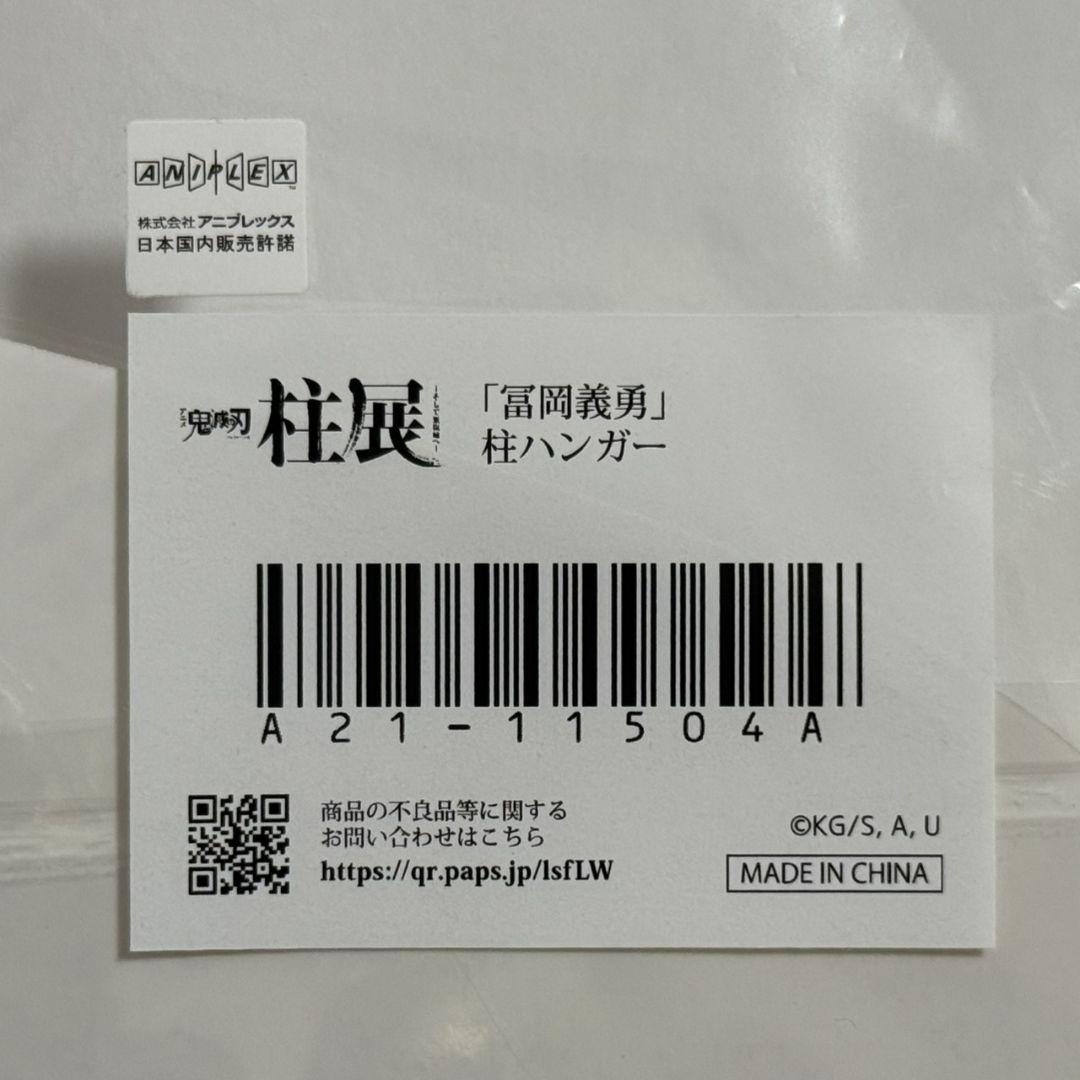 ANIPLEX
株式会社アニプレックス
日本国内販売許諾
アニメ 鬼滅の刃 柱展
「冨岡義勇」
柱ハンガー
A21-11504A
商品の不良品等に関する
お問い合わせはこちら
https://qr.paps.jp/lsfLW
©KG/S, A, U
MADE IN CHINA